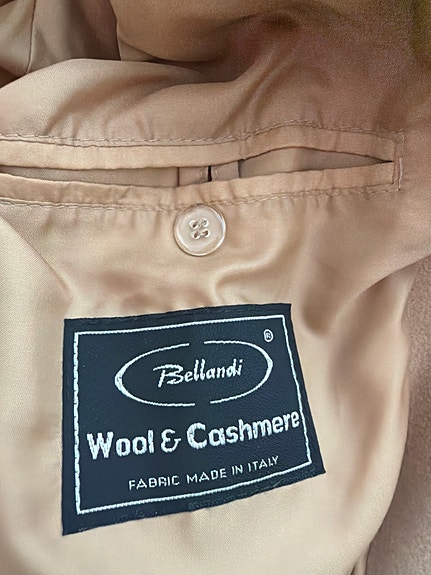 Bellandi ®
Wool & Cashmere
FABRIC MADE IN ITALY